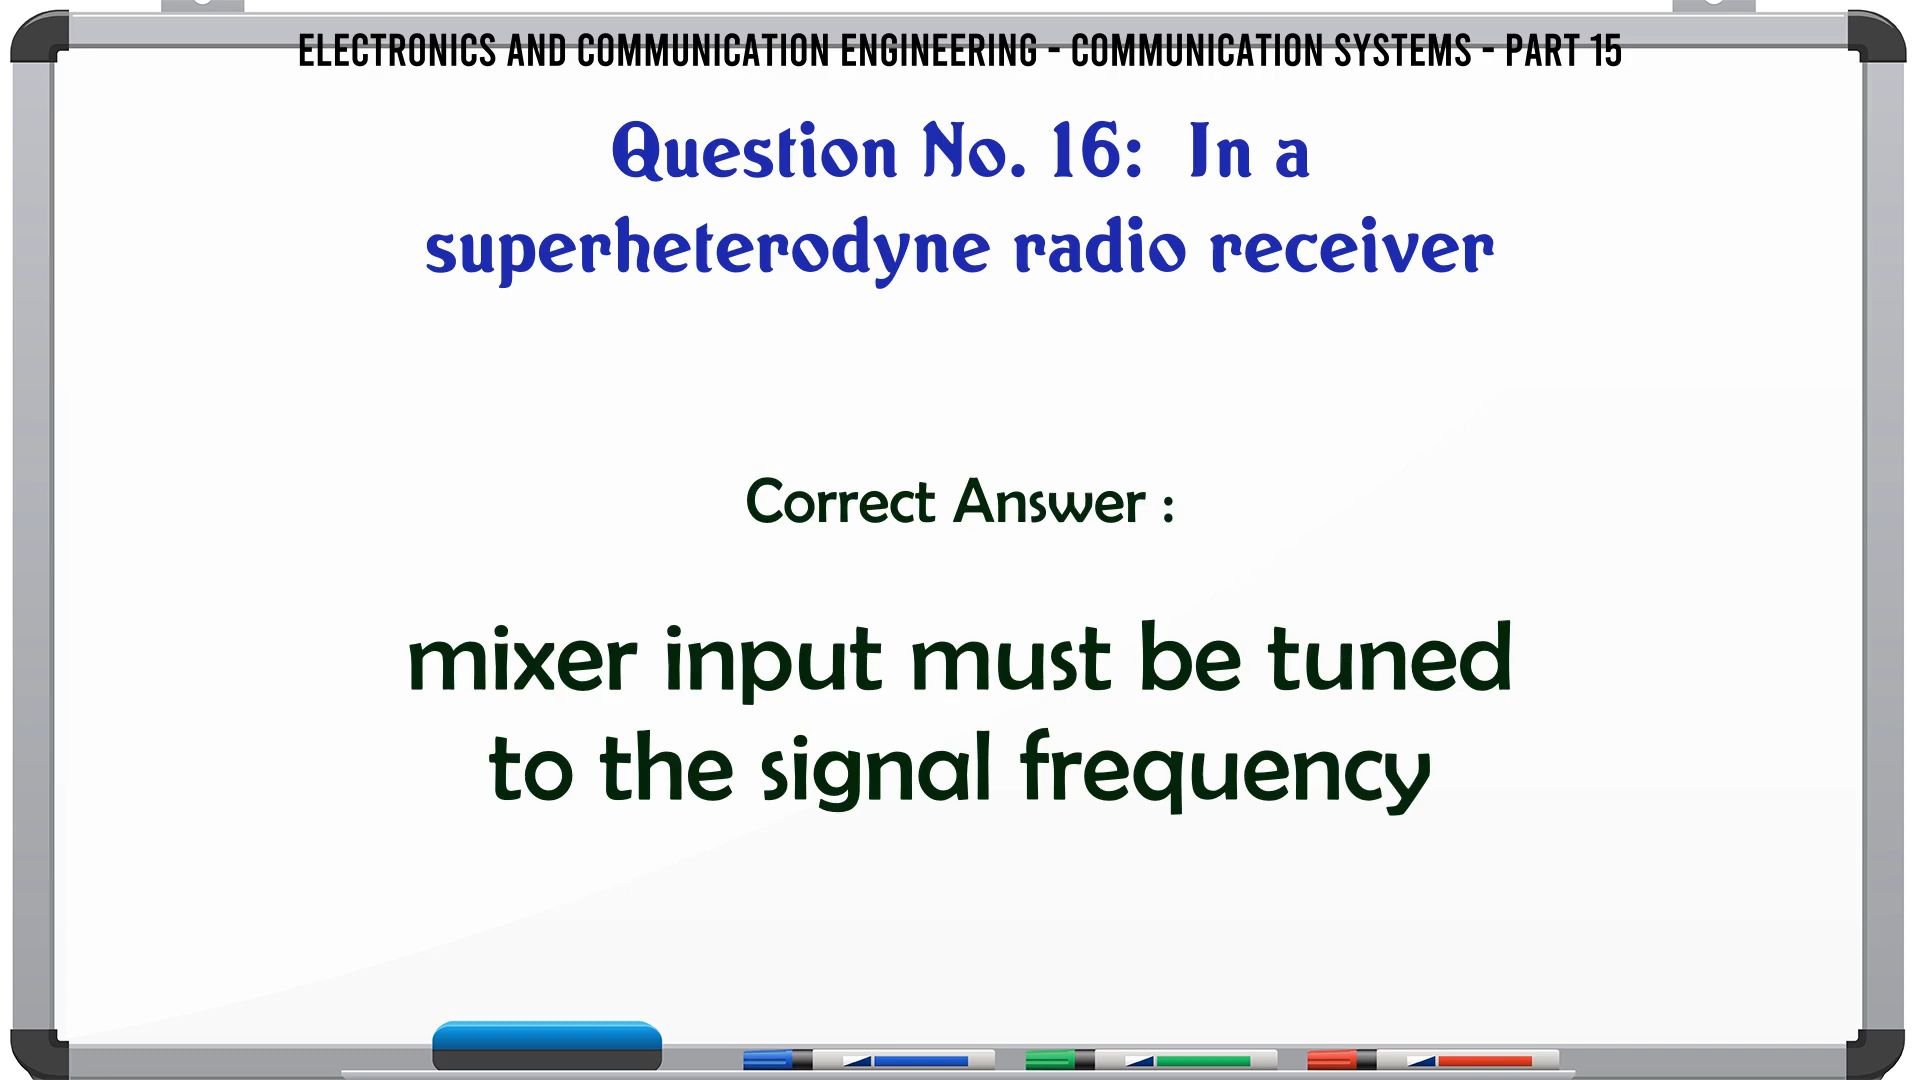 ELECTRONICS AND COMMUNICATION ENGINEERING - COMMUNICATION SYSTEMS - PART 15
Question No. 16: In a
superheterodyne radio receiver
Correct Answer :
mixer input must be tuned
to the signal frequency